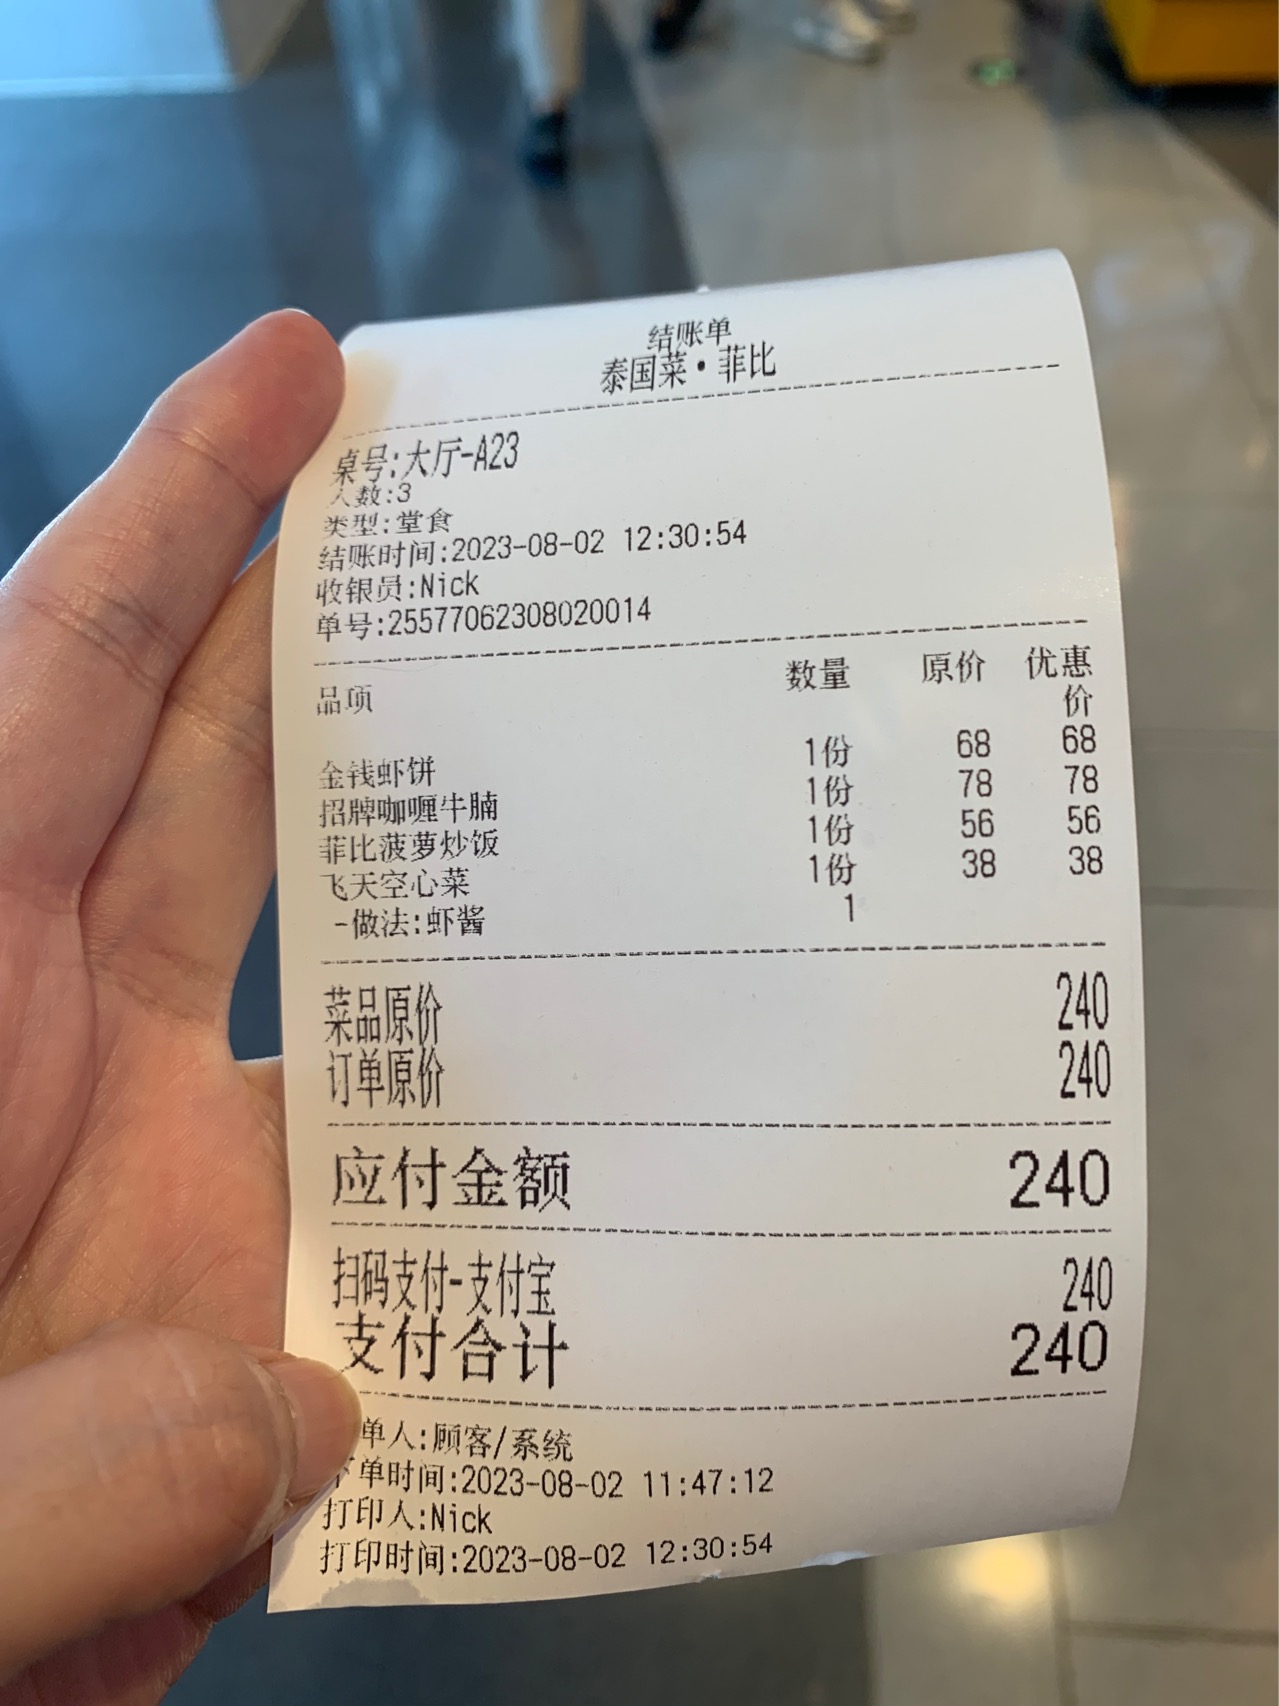 结账单
泰国菜·菲比
桌号:大厅-A23
人数:3
类型:堂食
结账时间:2023-08-02 12:30:54
收银员:Nick
单号:25577062308020014
品项 数量 原价 优惠价
金钱虾饼 1份 68 68
招牌咖喱牛腩 1份 78 78
菲比菠萝炒饭 1份 56 56
飞天空心菜 1份 38 38
-做法:虾酱 1
菜品原价 240
订单原价 240
应付金额 240
扫码支付-支付宝 240
支付合计 240
单人:顾客/系统
下单时间:2023-08-02 11:47:12
打印人:Nick
打印时间:2023-08-02 12:30:54